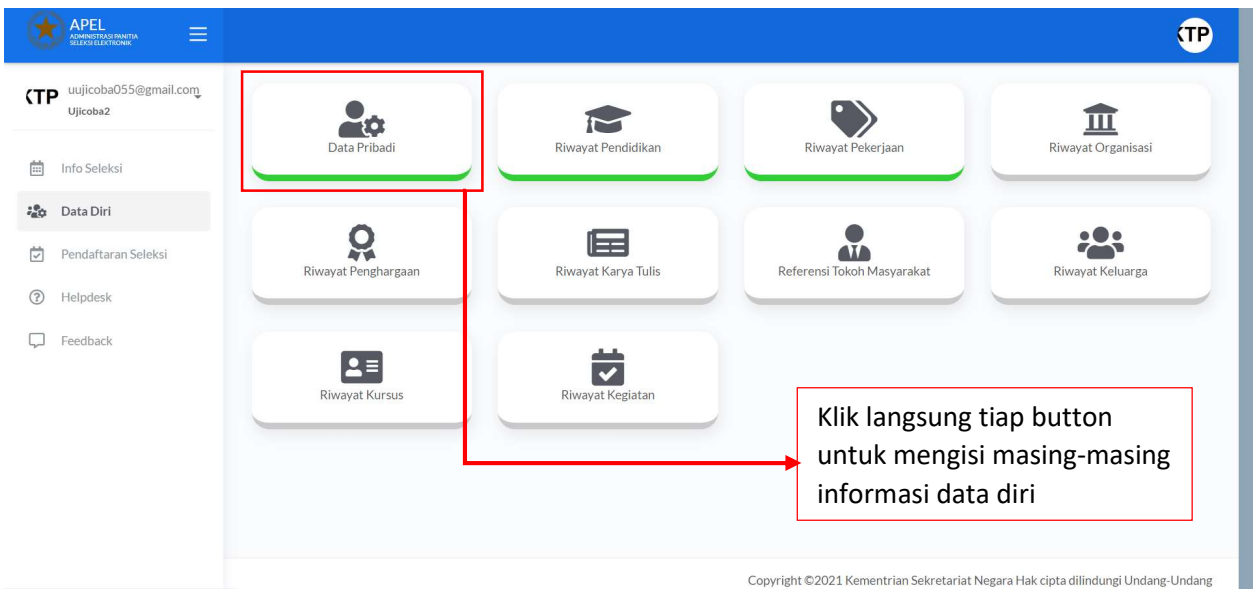 APEL
ADMINISTRASI PANITIA
SELEKSI ELEKTRONIK
KTP
KTP
uujicoba055@gmail.com
Ujicoba2
Info Seleksi
Data Diri
Pendaftaran Seleksi
Helpdesk
Feedback
Data Pribadi
Riwayat Pendidikan
Riwayat Pekerjaan
Riwayat Organisasi
Riwayat Penghargaan
Riwayat Karya Tulis
Referensi Tokoh Masyarakat
Riwayat Keluarga
Riwayat Kursus
Riwayat Kegiatan
Klik langsung tiap button
untuk mengisi masing-masing
informasi data diri
Copyright ©2021 Kementrian Sekretariat Negara Hak cipta dilindungi Undang-Undang